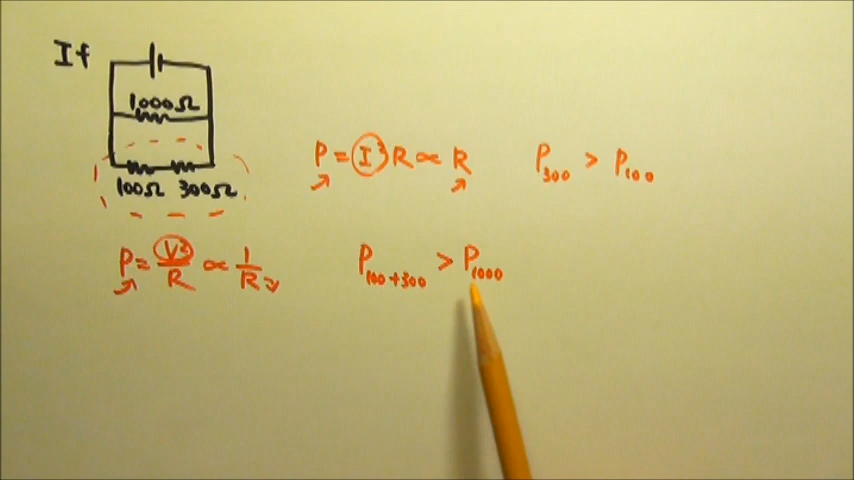 If
1000Ω
100Ω 300Ω
P = I² R ∝ R P₃₀₀ > P₁₀₀
P = V²/R ∝ 1/R P₁₀₀₊₃₀₀ > P₁₀₀₀